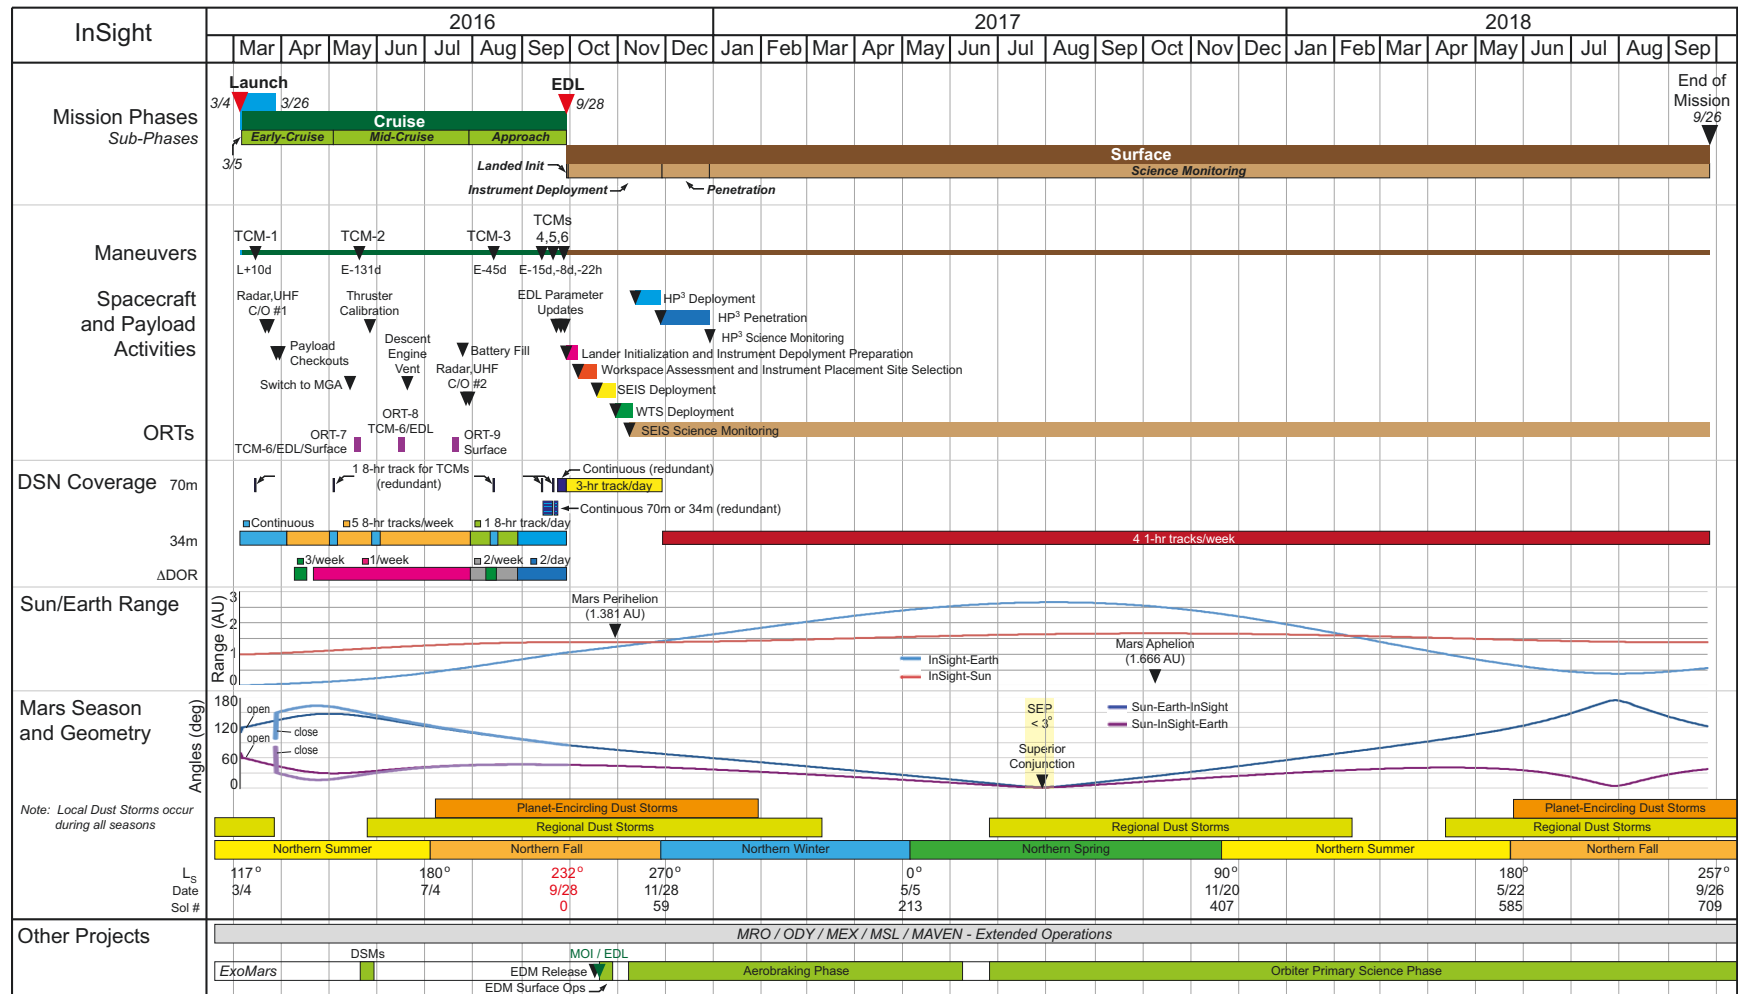 InSight
2016
2017
2018
Mar Apr May Jun Jul Aug Sep Oct Nov Dec Jan Feb Mar Apr May Jun Jul Aug Sep Oct Nov Dec Jan Feb Mar Apr May Jun Jul Aug Sep
Mission Phases
Sub-Phases
Launch
3/4
3/26
3/5
Cruise
Early-Cruise
Mid-Cruise
Approach
EDL
9/28
End of
Mission
9/26
Surface
Landed Init
Science Monitoring
Instrument Deployment
Penetration
Maneuvers
TCM-1
L+10d
TCM-2
E-131d
TCM-3
E-45d
TCMs
4,5,6
E-15d,-8d,-22h
Spacecraft
and Payload
Activities
Radar,UHF
C/O #1
Thruster
Calibration
EDL Parameter
Updates
HP³ Deployment
HP³ Penetration
HP³ Science Monitoring
Payload
Checkouts
Descent
Engine
Vent
Battery Fill
Lander Initialization and Instrument Depolyment Preparation
Switch to MGA
Radar,UHF
C/O #2
Workspace Assessment and Instrument Placement Site Selection
SEIS Deployment
WTS Deployment
SEIS Science Monitoring
ORTs
ORT-7
TCM-6/EDL/Surface
ORT-8
TCM-6/EDL
ORT-9
Surface
DSN Coverage
70m
1 8-hr track for TCMs
(redundant)
Continuous (redundant)
3-hr track/day
Continuous 70m or 34m (redundant)
Continuous
5 8-hr tracks/week
1 8-hr track/day
34m
4 1-hr tracks/week
3/week
1/week
2/week
2/day
ΔDOR
Sun/Earth Range
Range (AU)
3
2
1
0
Mars Perihelion
(1.381 AU)
InSight-Earth
InSight-Sun
Mars Aphelion
(1.666 AU)
Mars Season
and Geometry
Angles (deg)
180
120
60
0
open
close
open
close
SEP
< 3°
Superior
Conjunction
Sun-Earth-InSight
Sun-InSight-Earth
Note: Local Dust Storms occur
during all seasons
Planet-Encircling Dust Storms
Planet-Encircling Dust Storms
Regional Dust Storms
Regional Dust Storms
Regional Dust Storms
Northern Summer
Northern Fall
Northern Winter
Northern Spring
Northern Summer
Northern Fall
Ls 117° 180° 232° 270° 0° 90° 180° 257°
Date 3/4 7/4 9/28 11/28 5/5 11/20 5/22 9/26
Sol # 0 59 213 407 585 709
Other Projects
MRO / ODY / MEX / MSL / MAVEN - Extended Operations
DSMs
MOI / EDL
ExoMars
EDM Release
Aerobraking Phase
Orbiter Primary Science Phase
EDM Surface Ops